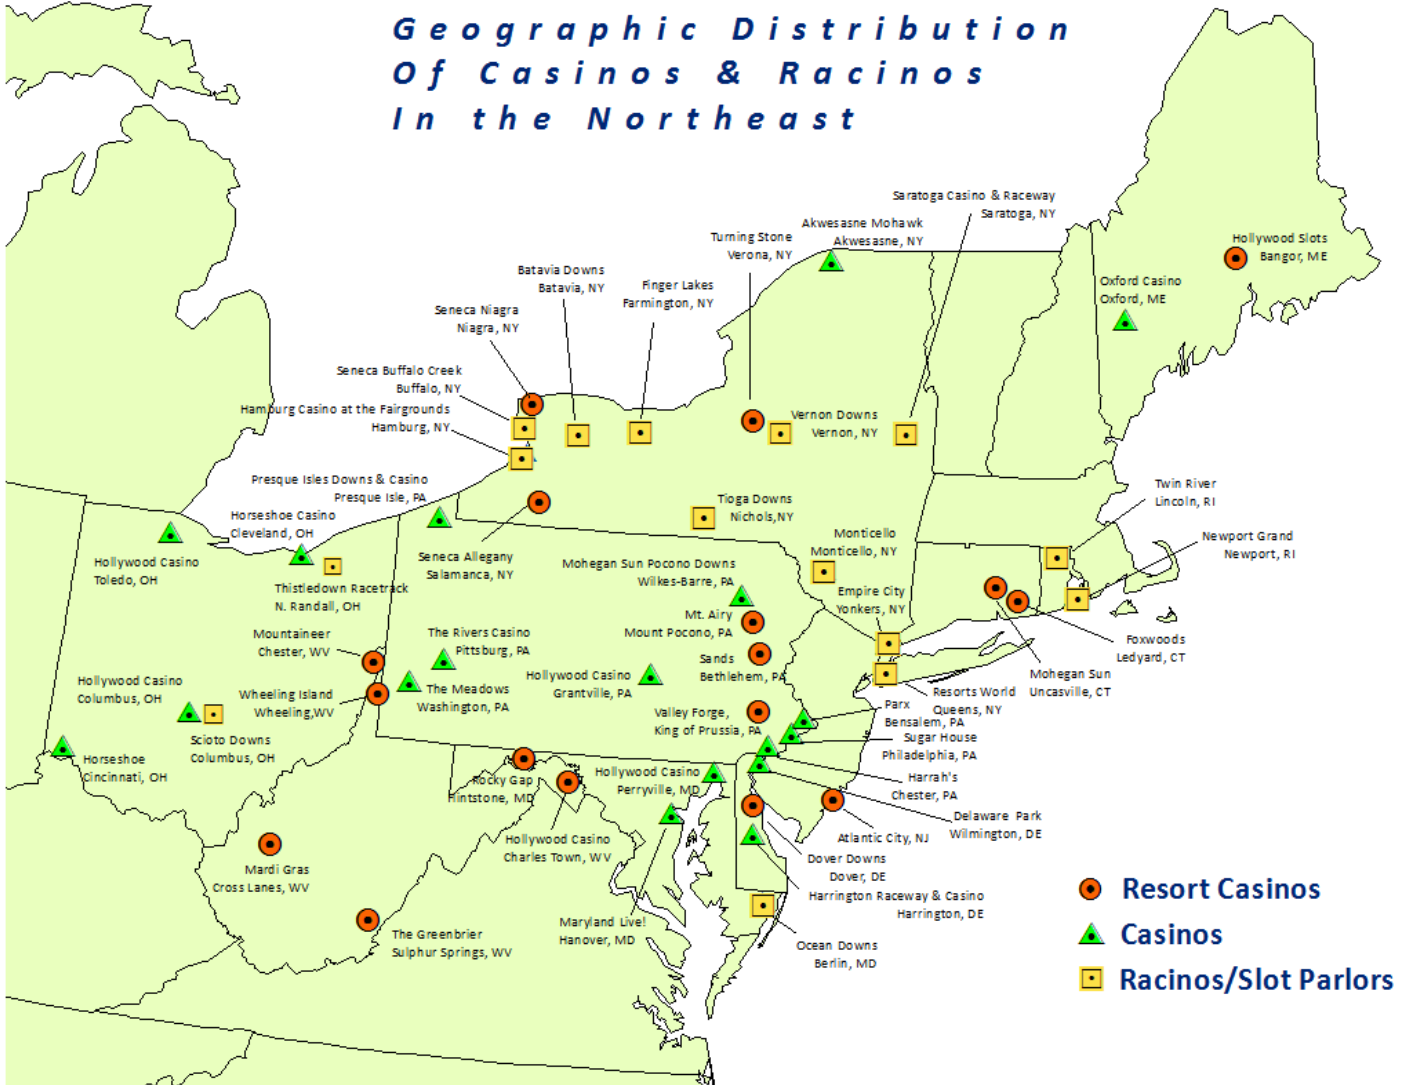 Geographic Distribution
Of Casinos & Racinos
In the Northeast
Saratoga Casino & Raceway
Saratoga, NY
Akwesasne Mohawk
Akwesasne, NY
Turning Stone
Verona, NY
Hollywood Slots
Bangor, ME
Batavia Downs
Batavia, NY
Finger Lakes
Farmington, NY
Oxford Casino
Oxford, ME
Seneca Niagra
Niagra, NY
Seneca Buffalo Creek
Buffalo, NY
Hamburg Casino at the Fairgrounds
Hamburg, NY
Vernon Downs
Vernon, NY
Presque Isles Downs & Casino
Presque Isle, PA
Twin River
Lincoln, RI
Tioga Downs
Nichols,NY
Horseshoe Casino
Cleveland, OH
Monticello
Monticello, NY
Newport Grand
Newport, RI
Hollywood Casino
Toledo, OH
Seneca Allegany
Salamanca, NY
Mohegan Sun Pocono Downs
Wilkes-Barre, PA
Thistledown Racetrack
N. Randall, OH
Empire City
Yonkers, NY
Mt. Airy
Mount Pocono, PA
Mountaineer
Chester, WV
The Rivers Casino
Pittsburg, PA
Foxwoods
Ledyard, CT
Sands
Bethlehem, PA
Hollywood Casino
Grantville, PA
Mohegan Sun
Uncasville, CT
Hollywood Casino
Columbus, OH
Wheeling Island
Wheeling,WV
The Meadows
Washington, PA
Resorts World
Queens, NY
Valley Forge,
King of Prussia, PA
Parx
Bensalem, PA
Sugar House
Philadelphia, PA
Scioto Downs
Columbus, OH
Horseshoe
Cincinnati, OH
Rocky Gap
Flintstone, MD
Hollywood Casino
Perryville, MD
Harrah's
Chester, PA
Delaware Park
Wilmington, DE
Hollywood Casino
Charles Town, WV
Atlantic City, NJ
Dover Downs
Dover, DE
Mardi Gras
Cross Lanes, WV
Harrington Raceway & Casino
Harrington, DE
Maryland Live!
Hanover, MD
The Greenbrier
Sulphur Springs, WV
Ocean Downs
Berlin, MD
Resort Casinos
Casinos
Racinos/Slot Parlors